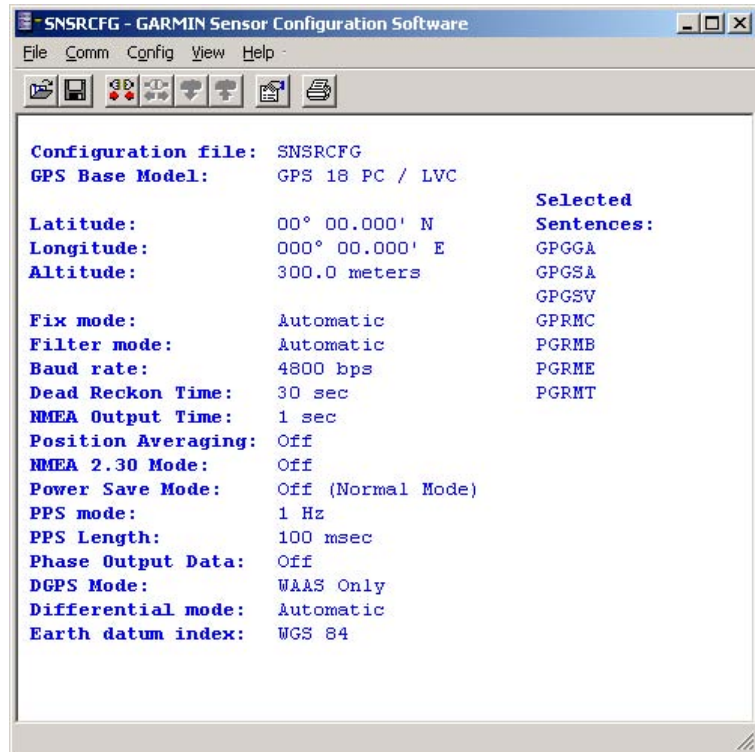 SNSRCFG - GARMIN Sensor Configuration Software
File Comm Config View Help
Configuration file: SNSRCFG
GPS Base Model: GPS 18 PC / LVC
Latitude: 00° 00.000' N
Longitude: 000° 00.000' E
Altitude: 300.0 meters
Fix mode: Automatic
Filter mode: Automatic
Baud rate: 4800 bps
Dead Reckon Time: 30 sec
NMEA Output Time: 1 sec
Position Averaging: Off
NMEA 2.30 Mode: Off
Power Save Mode: Off (Normal Mode)
PPS mode: 1 Hz
PPS Length: 100 msec
Phase Output Data: Off
DGPS Mode: WAAS Only
Differential mode: Automatic
Earth datum index: WGS 84
Selected
Sentences:
GPGGA
GPGSA
GPGSV
GPRMC
PGRMB
PGRME
PGRMT